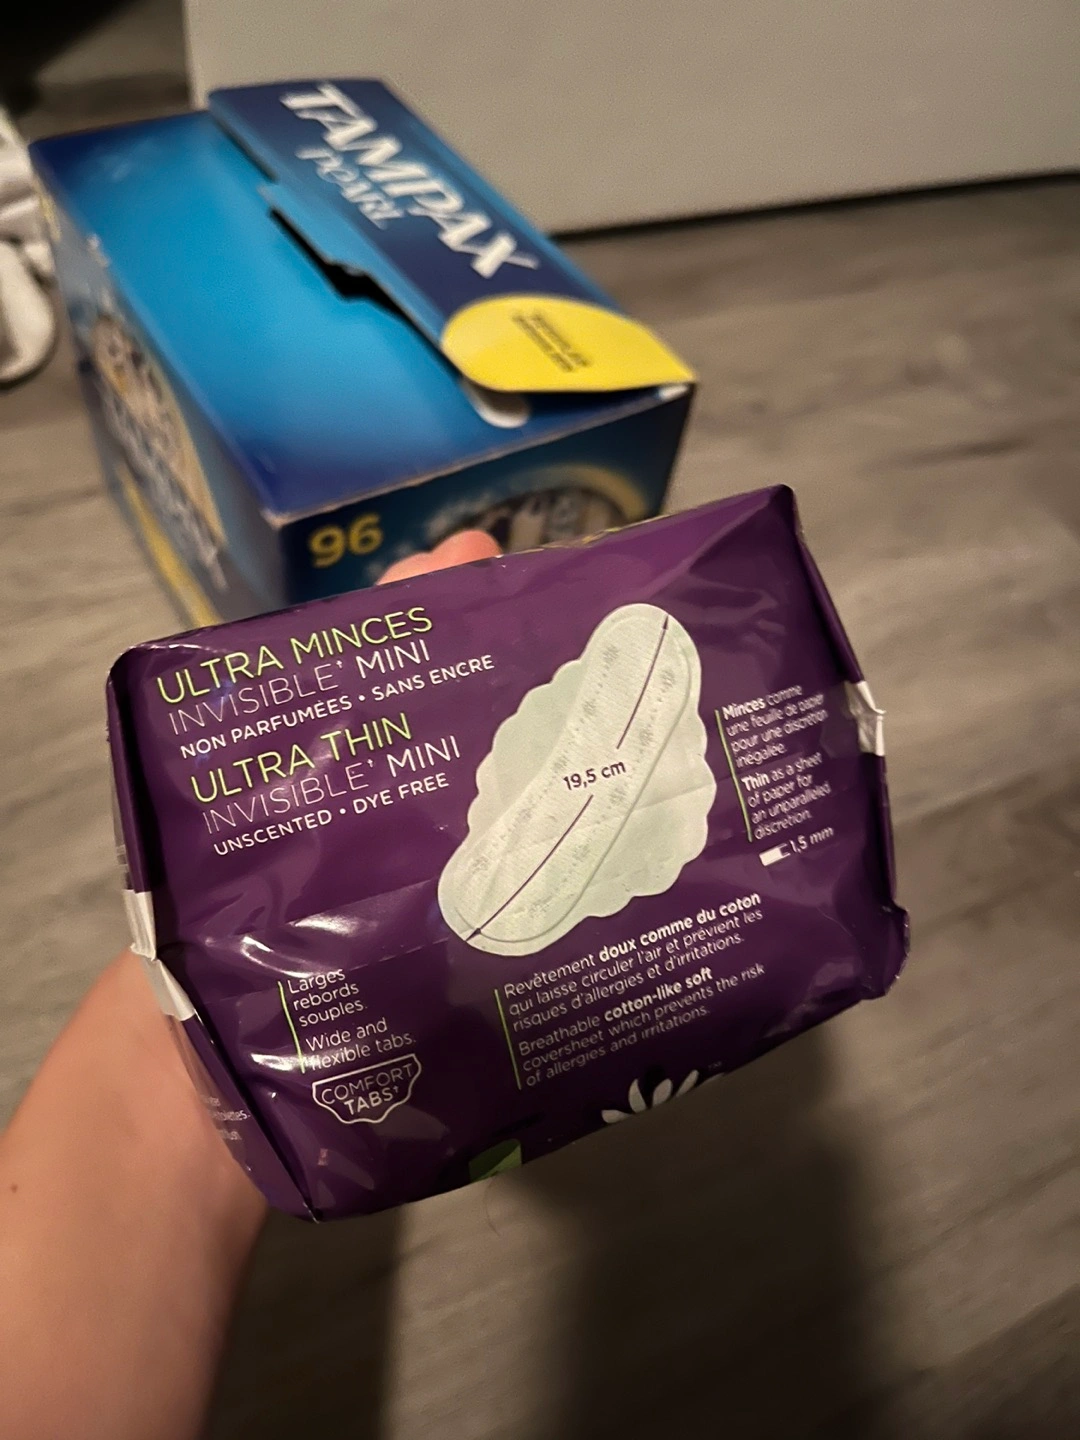 TAMPAX
PEARL
96
ULTRA MINCES
INVISIBLE† MINI
NON PARFUMÉES • SANS ENCRE
ULTRA THIN
INVISIBLE† MINI
UNSCENTED • DYE FREE
19,5 cm
Minces comme
une feuille de papier
pour une discrétion
inégalée.
Thin as a sheet
of paper for
an unparalleled
discretion.
1,5 mm
Larges
rebords
souples.
Wide and
flexible tabs.
COMFORT
TABS†
Revêtement doux comme du coton
qui laisse circuler l'air et prévient les
risques d'allergies et d'irritations.
Breathable cotton-like soft
coversheet which prevents the risk
of allergies and irritations.